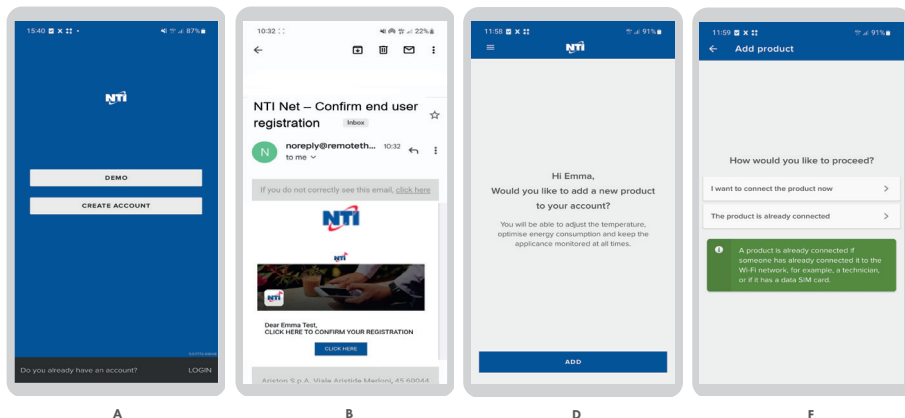 15:40
87%
NTI
DEMO
CREATE ACCOUNT
Do you already have an account?
LOGIN
A
10:32
22%
NTI Net – Confirm end user
registration
Inbox
N
noreply@remoteth...
10:32
to me
If you do not correctly see this email, click here
NTI
NTI
NTI
Dear Emma Test,
CLICK HERE TO CONFIRM YOUR REGISTRATION
CLICK HERE
Ariston S.p.A. Viale Aristide Merloni, 45 60044
B
11:58
91%
NTI
Hi Emma,
Would you like to add a new product
to your account?
You will be able to adjust the temperature,
optimise energy consumption and keep the
applicance monitored at all times.
ADD
D
11:59
91%
Add product
How would you like to proceed?
I want to connect the product now
The product is already connected
A product is already connected if
someone has already connected it to the
Wi-Fi network, for example, a technician,
or if it has a data SIM card.